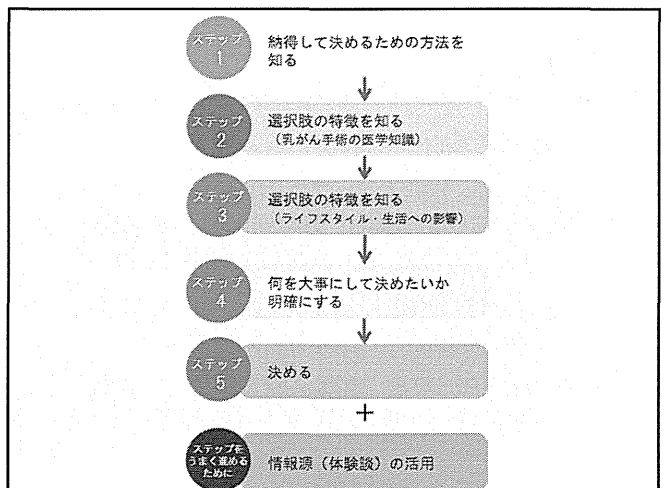 ステップ
1
納得して決めるための方法を
知る
ステップ
2
選択肢の特徴を知る
（乳がん手術の医学知識）
ステップ
3
選択肢の特徴を知る
（ライフスタイル・生活への影響）
ステップ
4
何を大事にして決めたいか
明確にする
ステップ
5
決める
+
ステップを
うまく進める
ために
情報源（体験談）の活用